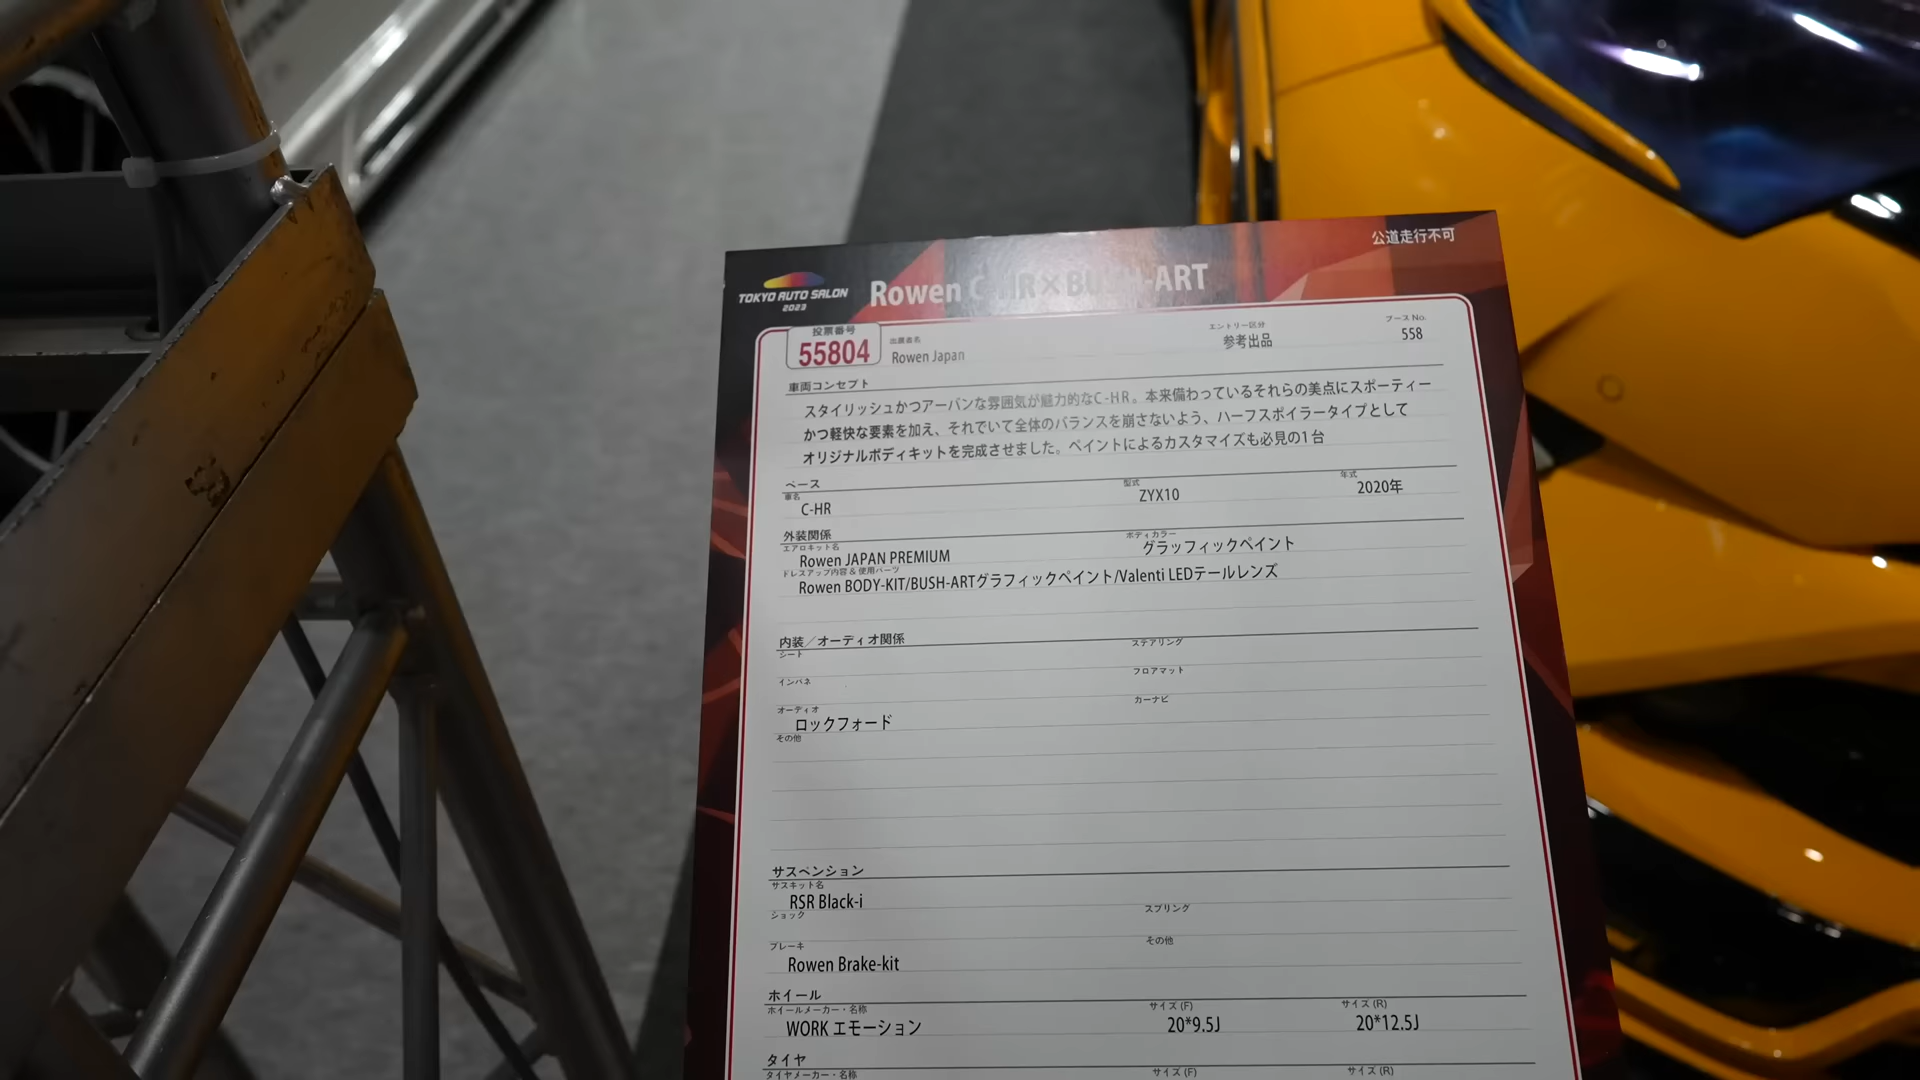 公道走行不可
TOKYO AUTO SALON
2023
Rowen C-HR×BUSH-ART
投票番号
55804
出展者名
Rowen Japan
エントリー区分
参考出品
ブース No.
558
車両コンセプト
スタイリッシュかつアーバンな雰囲気が魅力的なC-HR。本来備わっているそれらの美点にスポーティー
かつ軽快な要素を加え、それでいて全体のバランスを崩さないよう、ハーフスポイラータイプとして
オリジナルボディキットを完成させました。ペイントによるカスタマイズも必見の1台
ベース
車名
C-HR
型式
ZYX10
年式
2020年
外装関係
エアロキット名
Rowen JAPAN PREMIUM
ボディカラー
グラッフィックペイント
ドレスアップ内容 & 使用パーツ
Rowen BODY-KIT/BUSH-ARTグラフィックペイント/Valenti LEDテールレンズ
内装／オーディオ関係
シート
ステアリング
インパネ
フロアマット
オーディオ
ロックフォード
カーナビ
その他
サスペンション
サスキット名
RSR Black-i
ショック
スプリング
ブレーキ
Rowen Brake-kit
その他
ホイール
ホイールメーカー・名称
WORK エモーション
サイズ (F)
20*9.5J
サイズ (R)
20*12.5J
タイヤ
タイヤメーカー・名称
サイズ (F)
サイズ (R)